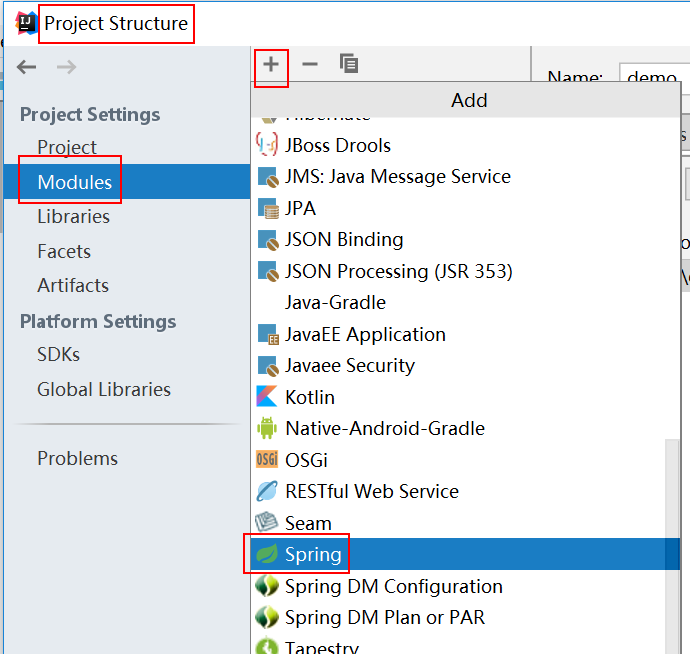 Project Structure
Project Settings
Project
Modules
Libraries
Facets
Artifacts
Platform Settings
SDKs
Global Libraries
Problems
Name:
demo
Add
Hibernate
JBoss Drools
JMS: Java Message Service
JPA
JSON Binding
JSON Processing (JSR 353)
Java-Gradle
JavaEE Application
Javaee Security
Kotlin
Native-Android-Gradle
OSGi
OSGi
RESTful Web Service
Seam
Spring
Spring DM Configuration
Spring DM Plan or PAR
Tapestry